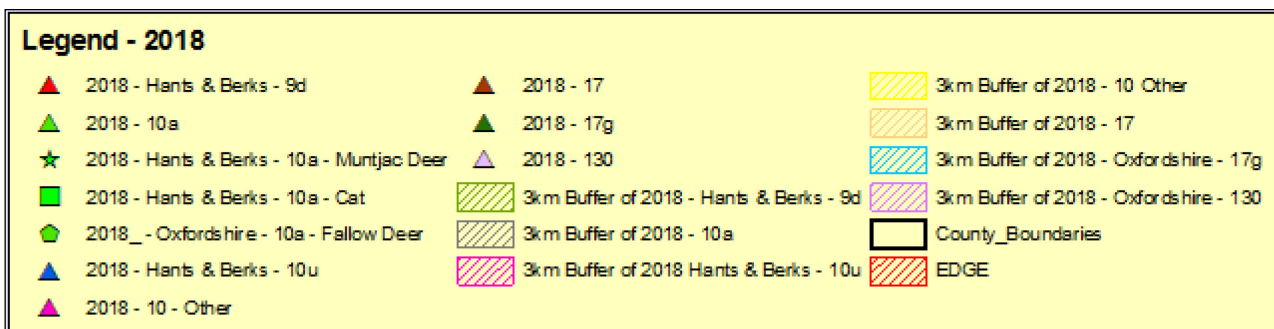 Legend - 2018
2018 - Hants & Berks - 9d
2018 - 10a
2018 - Hants & Berks - 10a - Muntjac Deer
2018 - Hants & Berks - 10a - Cat
2018_ - Oxfordshire - 10a - Fallow Deer
2018 - Hants & Berks - 10u
2018 - 10 - Other
2018 - 17
2018 - 17g
2018 - 130
3km Buffer of 2018 - Hants & Berks - 9d
3km Buffer of 2018 - 10a
3km Buffer of 2018 Hants & Berks - 10u
3km Buffer of 2018 - 10 Other
3km Buffer of 2018 - 17
3km Buffer of 2018 - Oxfordshire - 17g
3km Buffer of 2018 - Oxfordshire - 130
County_Boundaries
EDGE